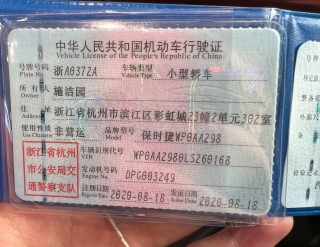 中华人民共和国机动车行驶证
Vehicle License of the People's Republic of China
号牌号码 浙A0372A 车辆类型 小型轿车
Plate No. Vehicle Type
所有人 施洁园
Owner
住址 浙江省杭州市滨江区彩虹城23幢2单元302室
Address
使用性质 非营运 品牌型号 保时捷WP0AA298
Use Character Model
浙江省杭州市公安局交通警察支队
车辆识别代号 WP0AA2980LS260168
VIN
发动机号码 DPG003249
Engine No.
注册日期 2020-08-18 发证日期 2020-08-18
Register Date Issue Date